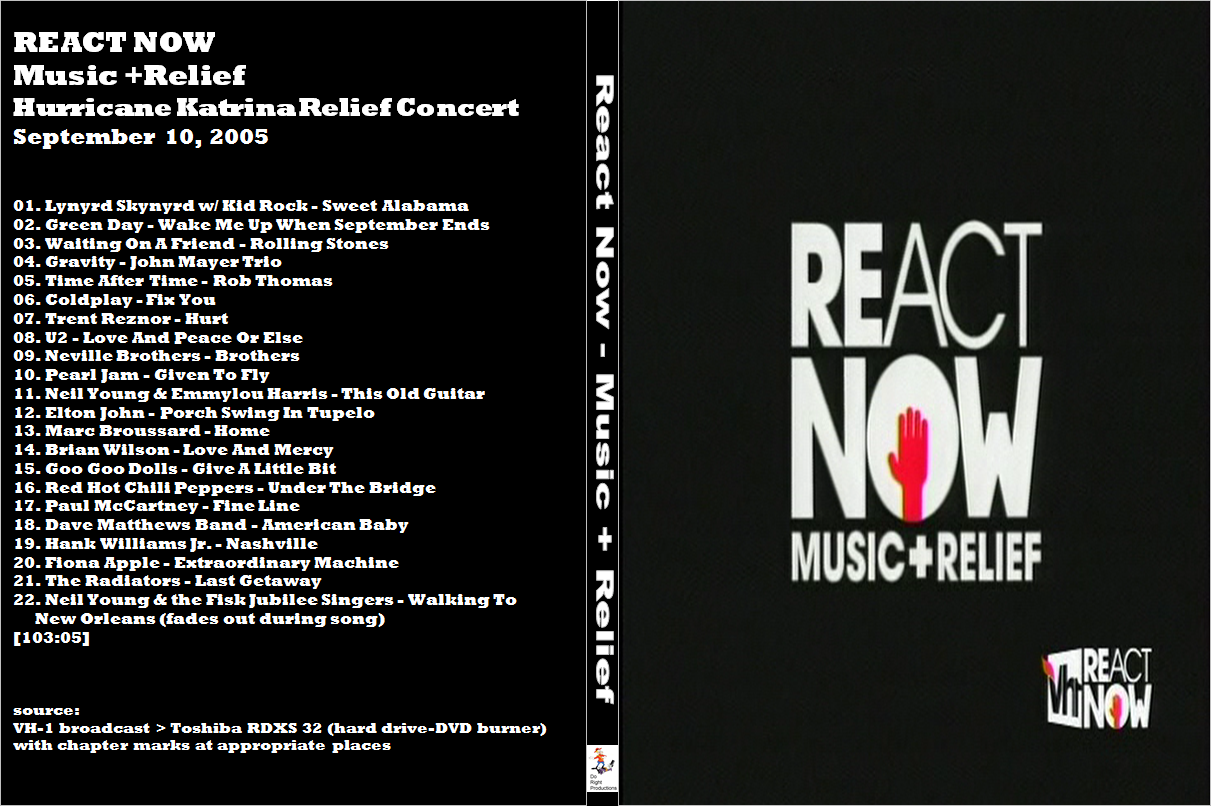 REACT NOW
Music +Relief
Hurricane Katrina Relief Concert
September 10, 2005
01. Lynyrd Skynyrd w/ Kid Rock - Sweet Alabama
02. Green Day - Wake Me Up When September Ends
03. Waiting On A Friend - Rolling Stones
04. Gravity - John Mayer Trio
05. Time After Time - Rob Thomas
06. Coldplay - Fix You
07. Trent Reznor - Hurt
08. U2 - Love And Peace Or Else
09. Neville Brothers - Brothers
10. Pearl Jam - Given To Fly
11. Neil Young & Emmylou Harris - This Old Guitar
12. Elton John - Porch Swing In Tupelo
13. Marc Broussard - Home
14. Brian Wilson - Love And Mercy
15. Goo Goo Dolls - Give A Little Bit
16. Red Hot Chili Peppers - Under The Bridge
17. Paul McCartney - Fine Line
18. Dave Matthews Band - American Baby
19. Hank Williams Jr. - Nashville
20. Fiona Apple - Extraordinary Machine
21. The Radiators - Last Getaway
22. Neil Young & the Fisk Jubilee Singers - Walking To
New Orleans (fades out during song)
[103:05]
source:
VH-1 broadcast > Toshiba RDXS 32 (hard drive-DVD burner)
with chapter marks at appropriate places
React Now - Music + Relief
Do
Right
Productions
REACT
NOW
MUSIC+RELIEF
Vh1
REACT
NOW